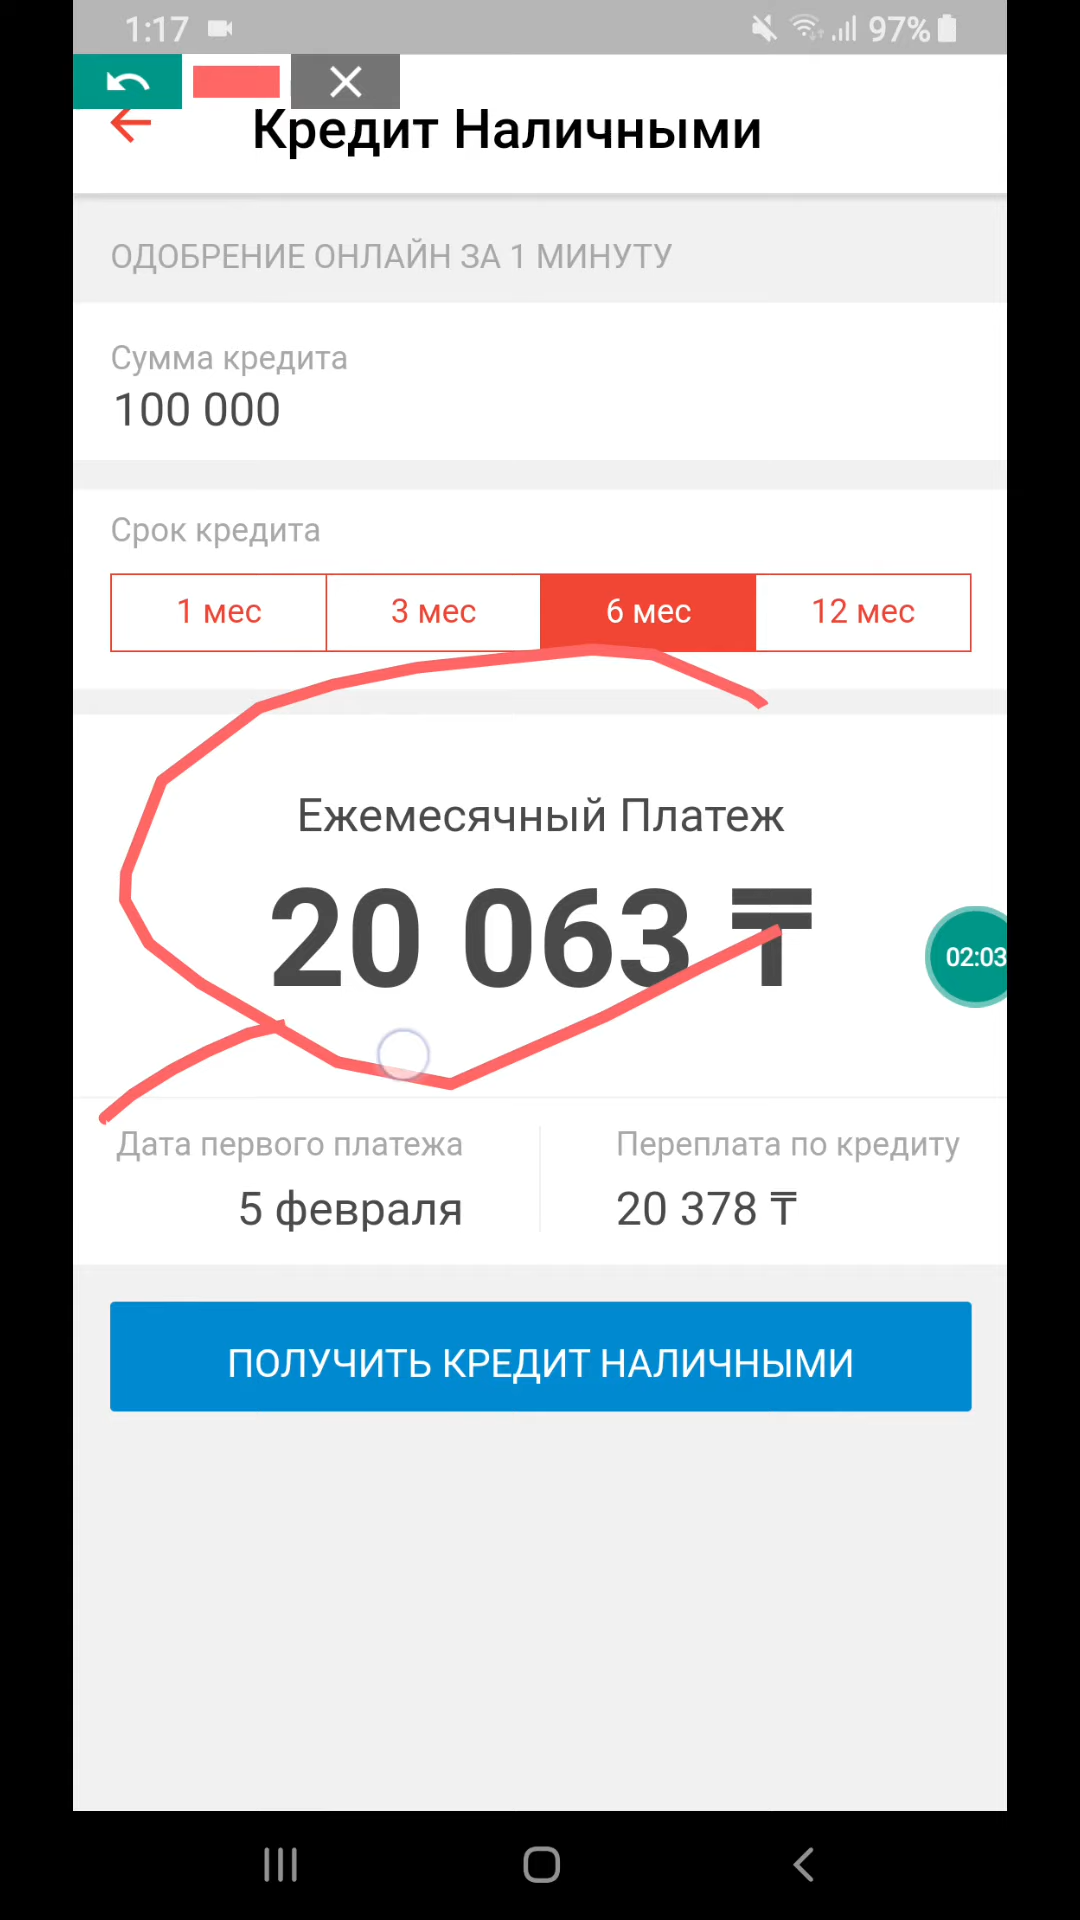 1:17
97%
Кредит Наличными
ОДОБРЕНИЕ ОНЛАЙН ЗА 1 МИНУТУ
Сумма кредита
100 000
Срок кредита
1 мес 3 мес 6 мес 12 мес
Ежемесячный Платеж
20 063 ₸
02:03
Дата первого платежа
5 февраля
Переплата по кредиту
20 378 ₸
ПОЛУЧИТЬ КРЕДИТ НАЛИЧНЫМИ